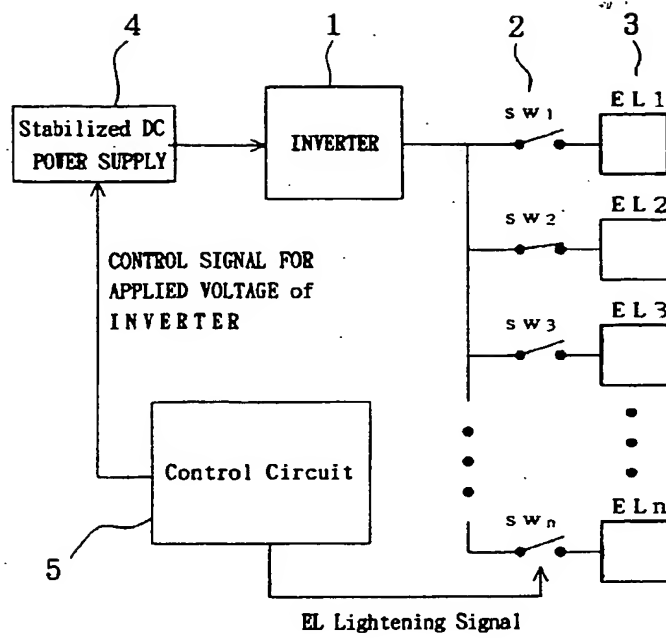 4
1
2
3
Stabilized DC
POWER SUPPLY
INVERTER
SW1
EL1
SW2
EL2
SW3
EL3
CONTROL SIGNAL FOR
APPLIED VOLTAGE of
INVERTER
Control Circuit
5
SWn
ELn
EL Lightening Signal